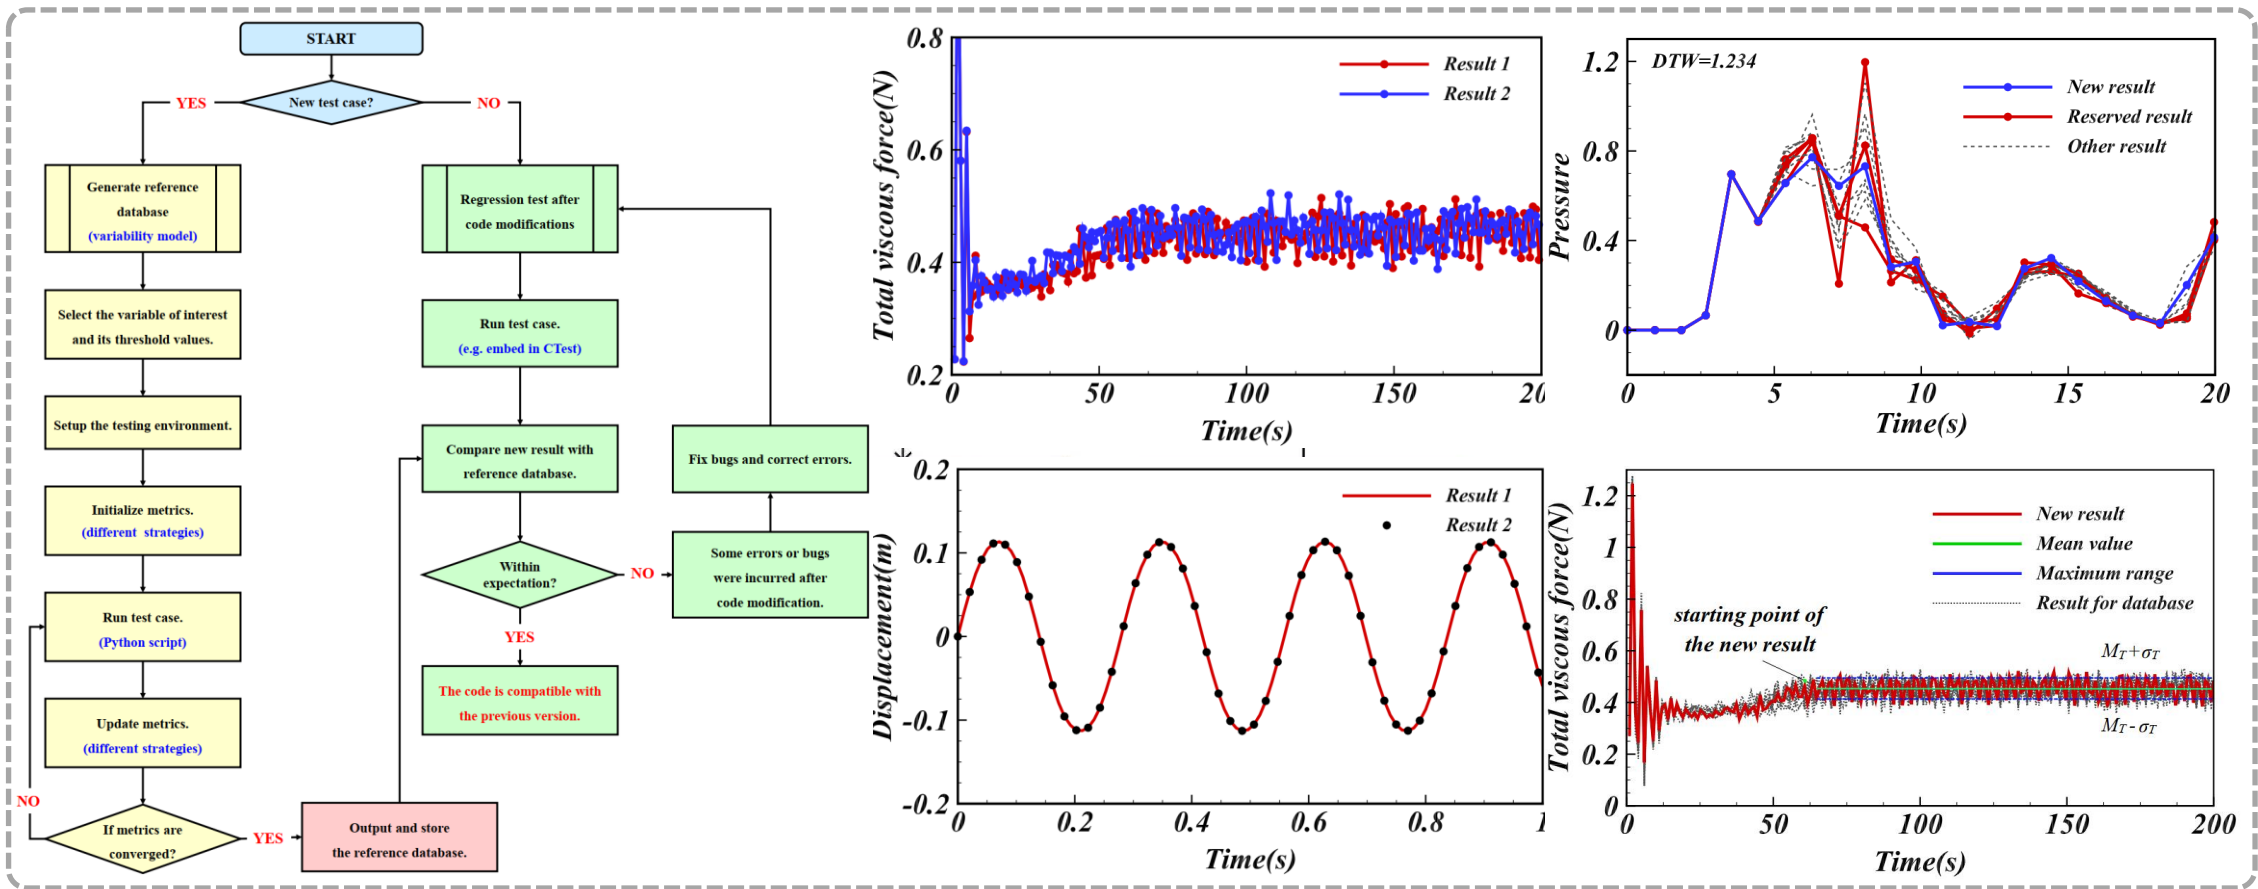 START
New test case?
YES
NO
Generate reference
database
(variability model)
Select the variable of interest
and its threshold values.
Setup the testing environment.
Initialize metrics.
(different strategies)
Run test case.
(Python script)
Update metrics.
(different strategies)
NO
If metrics are
converged?
YES
Output and store
the reference database.
Regression test after
code modifications
Run test case.
(e.g. embed in CTest)
Compare new result with
reference database.
Within
expectation?
NO
YES
The code is compatible with
the previous version.
Fix bugs and correct errors.
Some errors or bugs
were incurred after
code modification.
Total viscous force(N)
0.8
0.6
0.4
0.2
Result 1
Result 2
0 50 100 150 20
Time(s)
Pressure
1.2
0.8
0.4
0
DTW=1.234
New result
Reserved result
Other result
0 5 10 15 20
Time(s)
Displacement(m)
0.2
0.1
0
-0.1
-0.2
Result 1
Result 2
0 0.2 0.4 0.6 0.8 1
Time(s)
Total viscous force(N)
1.2
1
0.8
0.6
0.4
0.2
0
New result
Mean value
Maximum range
Result for database
starting point of
the new result
M_T+σ_T
M_T-σ_T
0 50 100 150 200
Time(s)